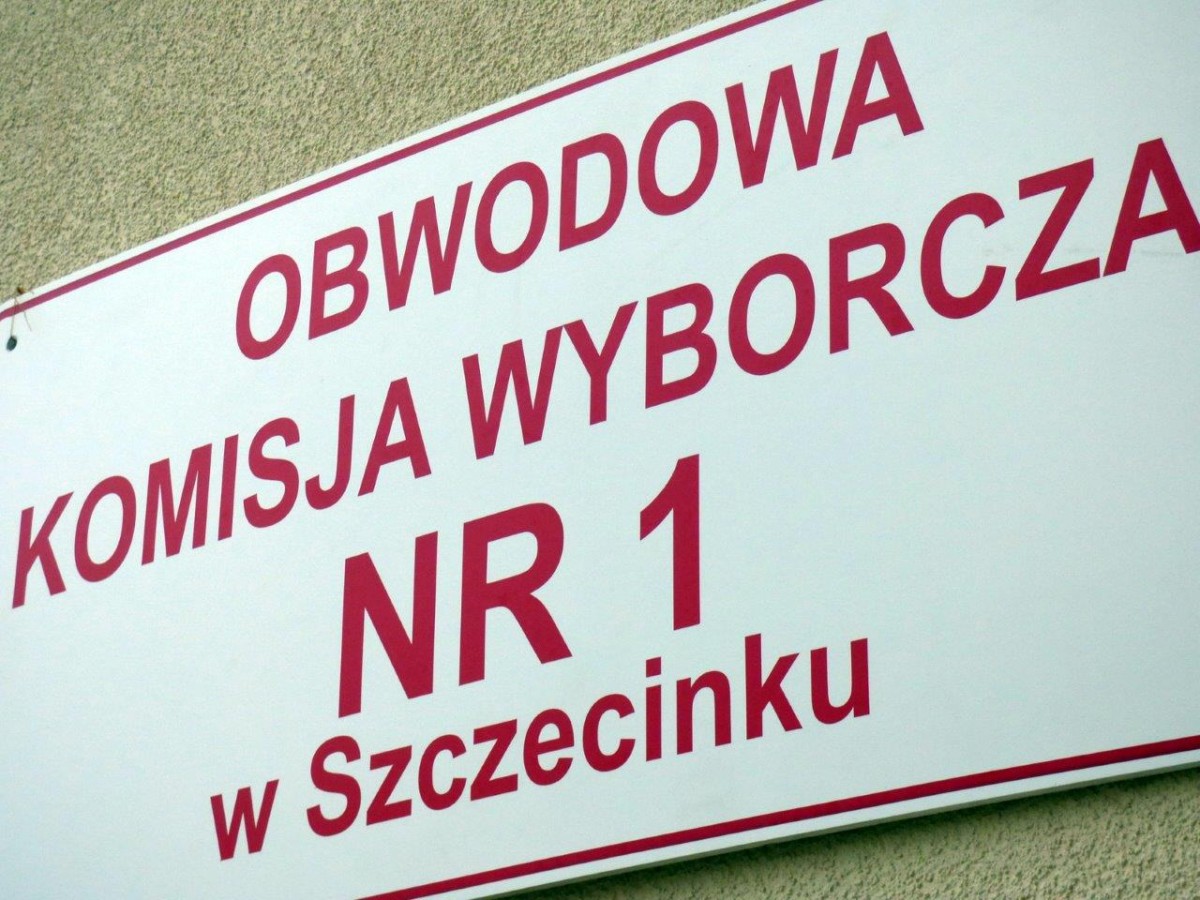 OBWODOWA
KOMISJA WYBORCZA
NR 1
w Szczecinku